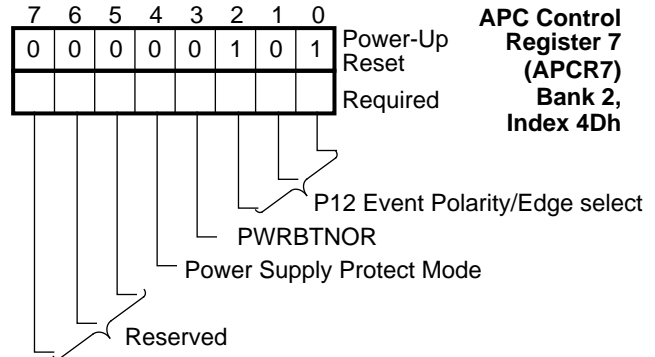 7 6 5 4 3 2 1 0
0 0 0 0 0 1 0 1
Power-Up
Reset
Required
APC Control
Register 7
(APCR7)
Bank 2,
Index 4Dh
P12 Event Polarity/Edge select
PWRBTNOR
Power Supply Protect Mode
Reserved